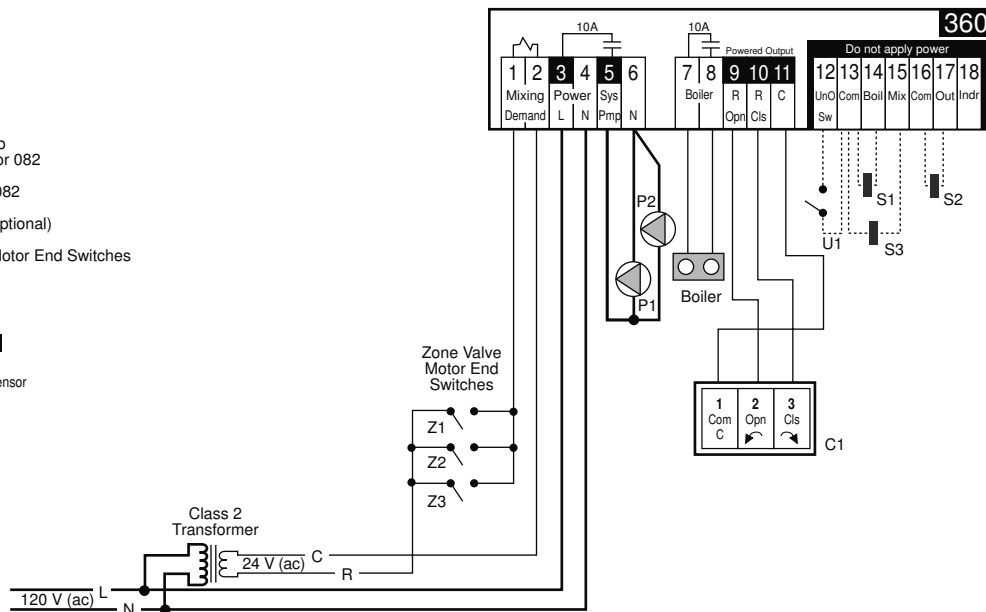 360
10A
10A
Powered Output
Do not apply power
1 2 3 4 5 6
7 8 9 10 11
12 13 14 15 16 17 18
Mixing Power Sys
Boiler R R C
UnO Com Boil Mix Com Out Indr
Demand L N Pmp N
Opn Cls
Sw
or 082
082
ptional)
Motor End Switches
ensor
P2
P1
Boiler
U1
S1
S3
S2
Zone Valve
Motor End
Switches
Z1
Z2
Z3
1 2 3
Com Opn Cls
C
C1
Class 2
Transformer
C
24 V (ac)
R
L
120 V (ac)
N